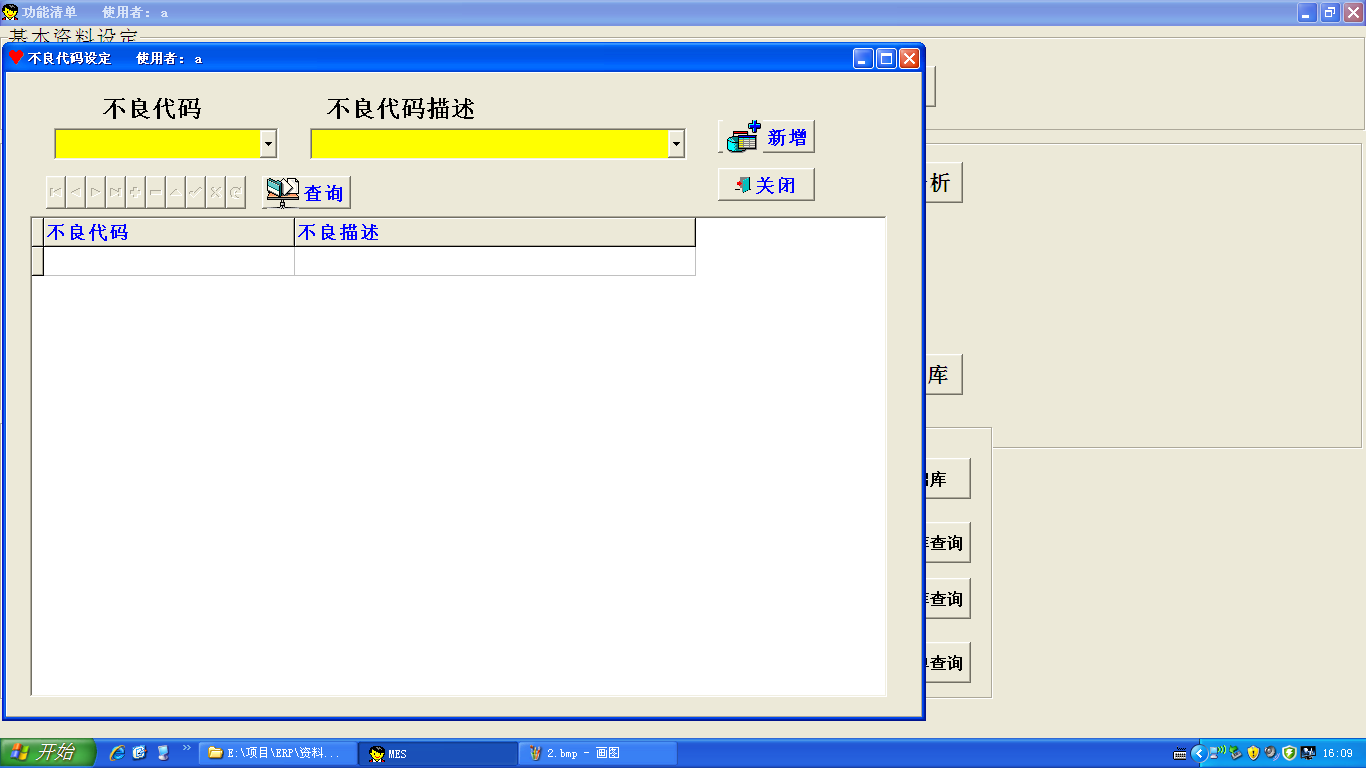 功能清单 使用者: a
基本资料设定
不良代码设定 使用者: a
不良代码 不良代码描述
新增
析
查询
关闭
不良代码 不良描述
库
库
查询
查询
查询
开始 E:\项目\ERP\资料... MES 2.bmp - 画图 16:09